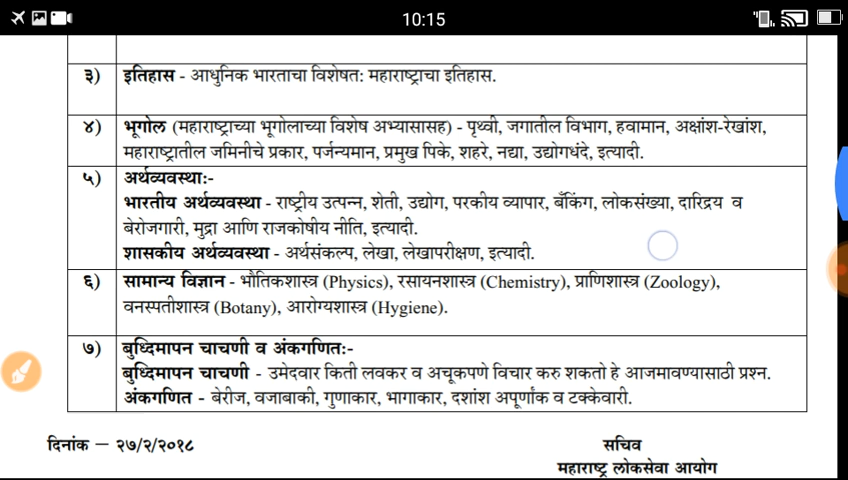 10:15
३) इतिहास - आधुनिक भारताचा विशेषत: महाराष्ट्राचा इतिहास.
४) भूगोल (महाराष्ट्राच्या भूगोलाच्या विशेष अभ्यासासह) - पृथ्वी, जगातील विभाग, हवामान, अक्षांश-रेखांश,
महाराष्ट्रातील जमिनीचे प्रकार, पर्जन्यमान, प्रमुख पिके, शहरे, नद्या, उद्योगधंदे, इत्यादी.
५) अर्थव्यवस्था:-
भारतीय अर्थव्यवस्था - राष्ट्रीय उत्पन्न, शेती, उद्योग, परकीय व्यापार, बँकिंग, लोकसंख्या, दारिद्रय व
बेरोजगारी, मुद्रा आणि राजकोषीय नीति, इत्यादी.
शासकीय अर्थव्यवस्था - अर्थसंकल्प, लेखा, लेखापरीक्षण, इत्यादी.
६) सामान्य विज्ञान - भौतिकशास्त्र (Physics), रसायनशास्त्र (Chemistry), प्राणिशास्त्र (Zoology),
वनस्पतीशास्त्र (Botany), आरोग्यशास्त्र (Hygiene).
७) बुध्दिमापन चाचणी व अंकगणित:-
बुध्दिमापन चाचणी - उमेदवार किती लवकर व अचूकपणे विचार करु शकतो हे आजमावण्यासाठी प्रश्न.
अंकगणित - बेरीज, वजाबाकी, गुणाकार, भागाकार, दशांश अपूर्णांक व टक्केवारी.
दिनांक — २७/२/२०१८ सचिव
महाराष्ट्र लोकसेवा आयोग